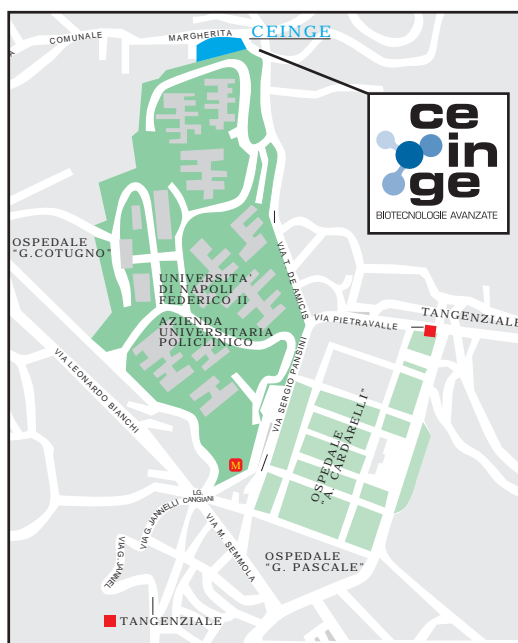 COMUNALE
MARGHERITA
CEINGE
ce
in
ge
BIOTECNOLOGIE AVANZATE
OSPEDALE
"G.COTUGNO"
UNIVERSITA'
DI NAPOLI
FEDERICO II
AZIENDA
UNIVERSITARIA
POLICLINICO
VIA T. DE AMICIS
VIA PIETRAVALLE
TANGENZIALE
VIA LEONARDO BIANCHI
VIA SERGIO PANSINI
OSPEDALE
"A. CARDARELLI"
M
LG.
CANGIANI
VIA G.JANNELLI
VIA G. JANNEL
VIA M. SEMMOLA
OSPEDALE
"G. PASCALE"
TANGENZIALE